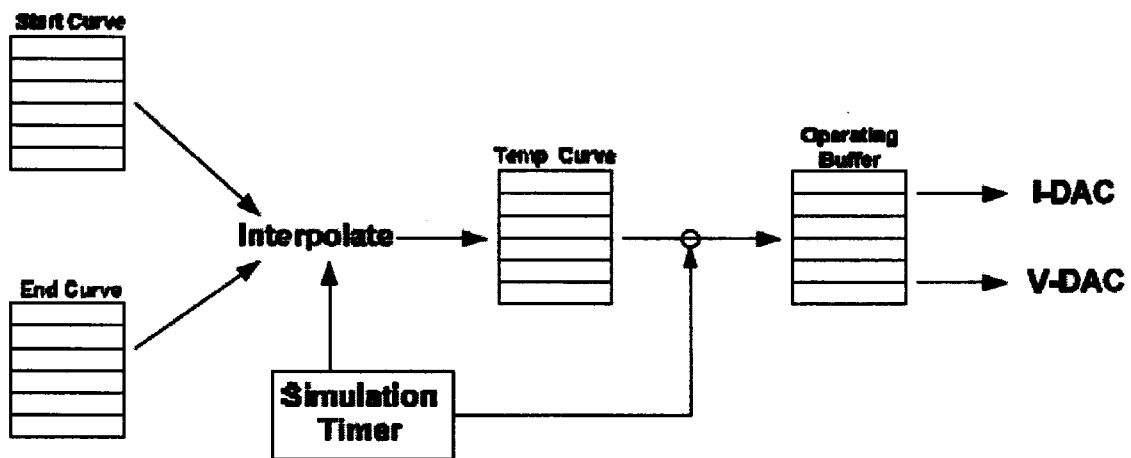 Start Curve
Operating
Buffer
Temp Curve
I-DAC
Interpolate
End Curve
V-DAC
Simulation
Timer